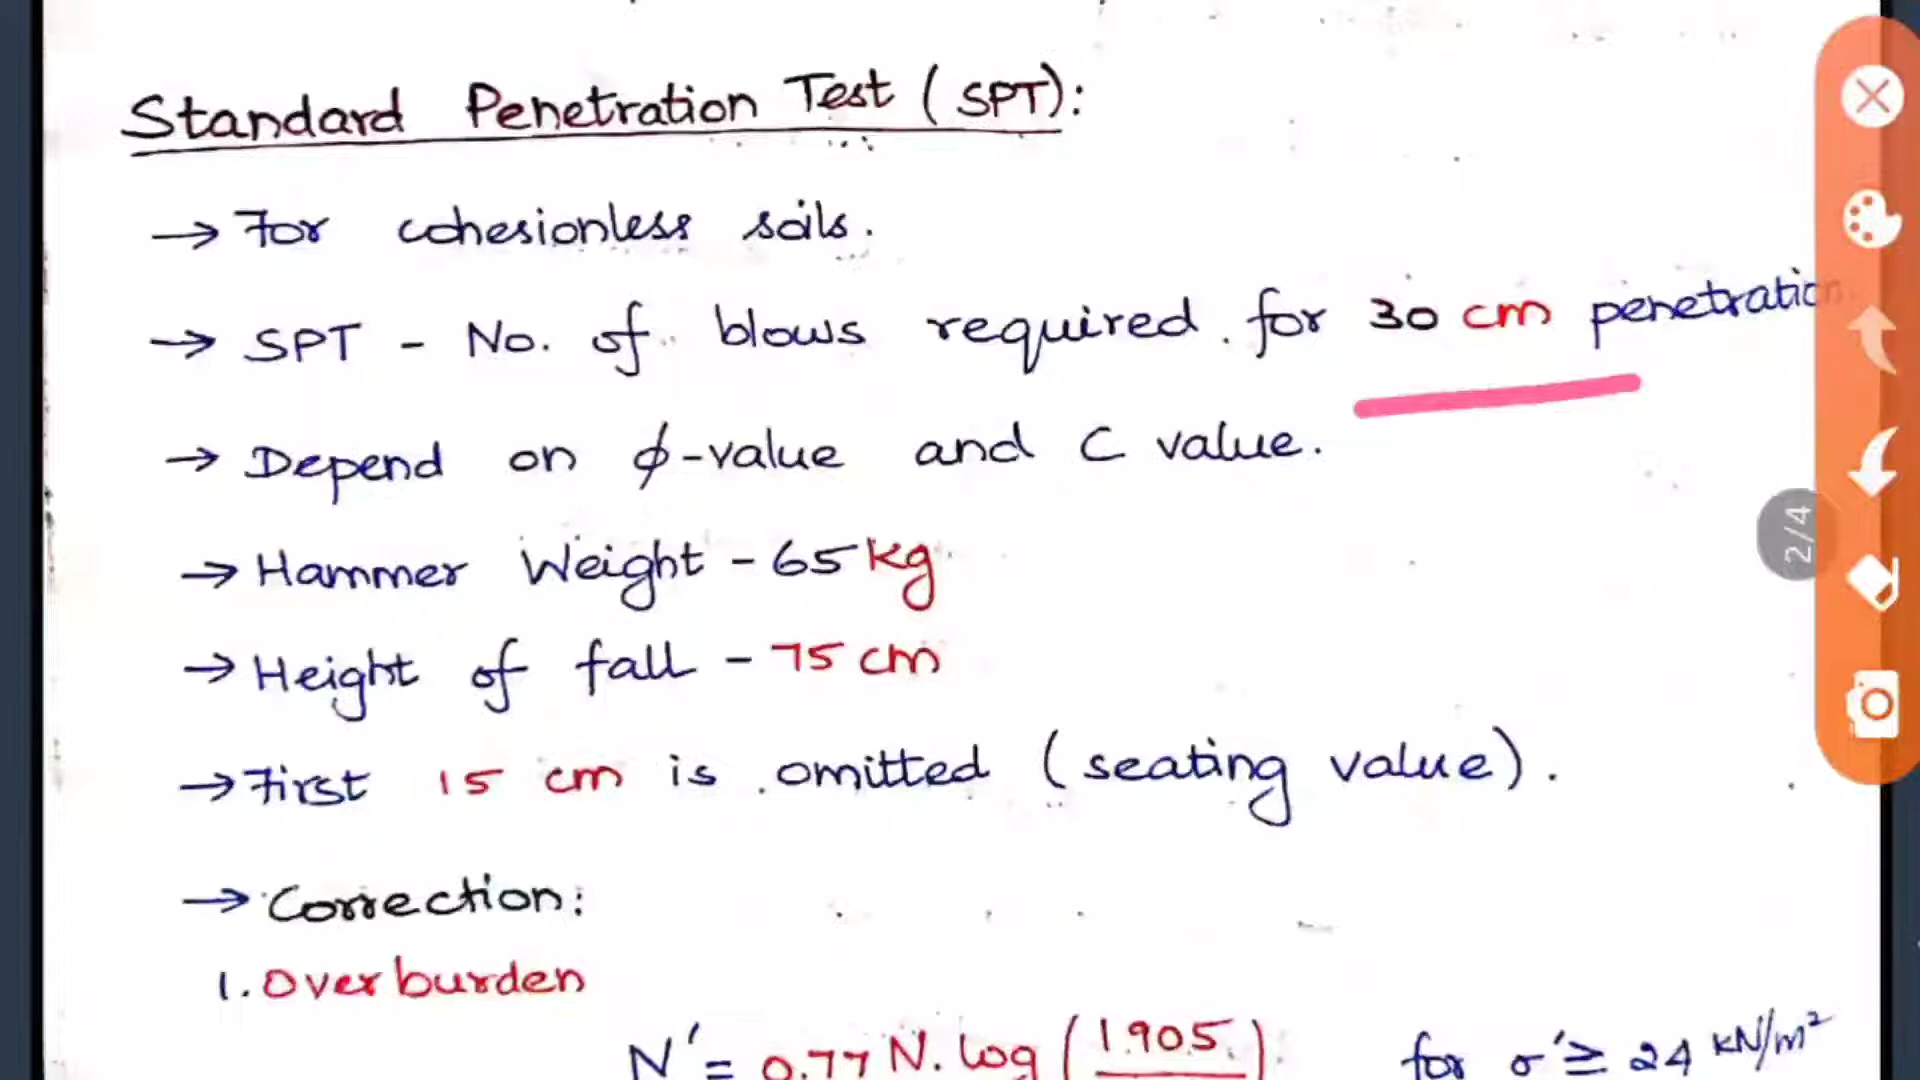 Standard Penetration Test (SPT):
→ For cohesionless soils.
→ SPT - No. of blows required for 30 cm penetration
→ Depend on ϕ-value and C value.
→ Hammer Weight - 65 kg
→ Height of fall - 75 cm
→ First 15 cm is omitted (seating value).
→ Correction:
1. Over burden
N' = 0.77 N. log ( 1905 ) for σ' ≥ 24 kN/m²
2/4